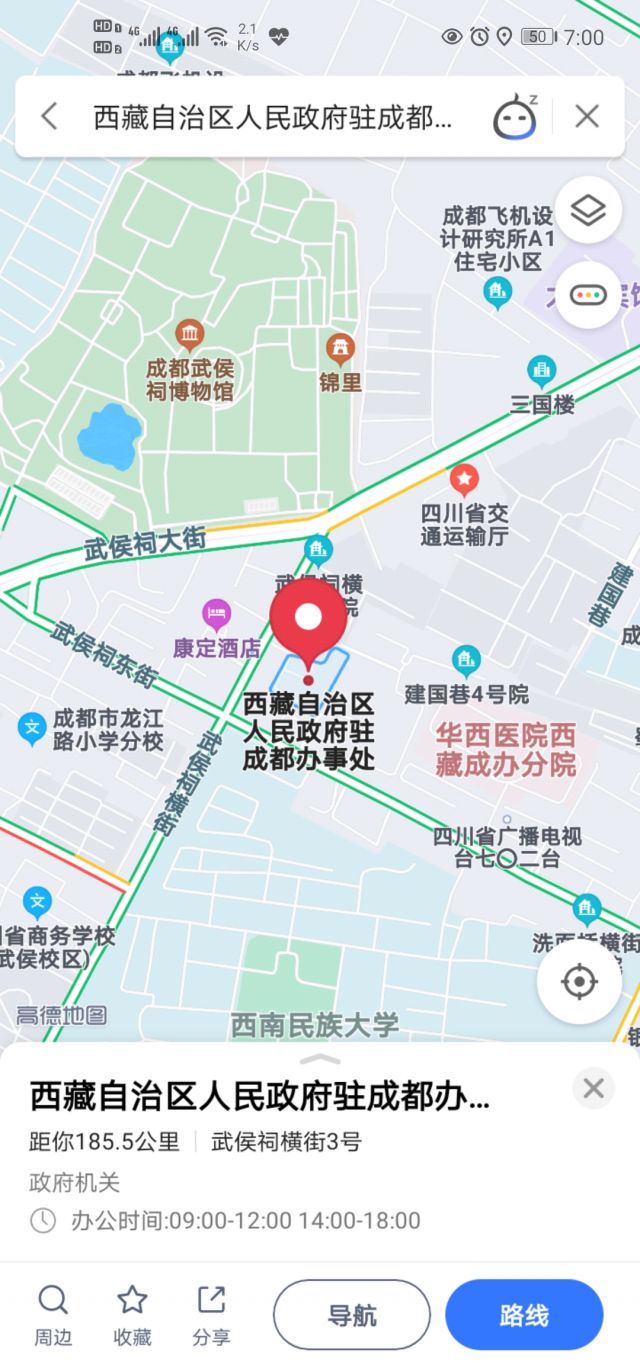 HD 1 4G 4G 2.1 50 7:00
HD 2 K/s
西藏自治区人民政府驻成都...
z
成都飞机设
计研究所A1
住宅小区
成都武侯
祠博物馆
锦里
三国楼
四川省交
通运输厅
武侯祠大街
武侯祠横
院
建国巷
康定酒店
武侯祠东街
西藏自治区
人民政府驻
成都办事处
建国巷4号院
成都市龙江
路小学分校
华西医院西
藏成办分院
武侯祠横街
四川省广播电视
台七〇二台
省商务学校
武侯校区)
洗面桥横街
高德地图
西南民族大学
西藏自治区人民政府驻成都办...
距你185.5公里 武侯祠横街3号
政府机关
办公时间:09:00-12:00 14:00-18:00
周边 收藏 分享 导航 路线